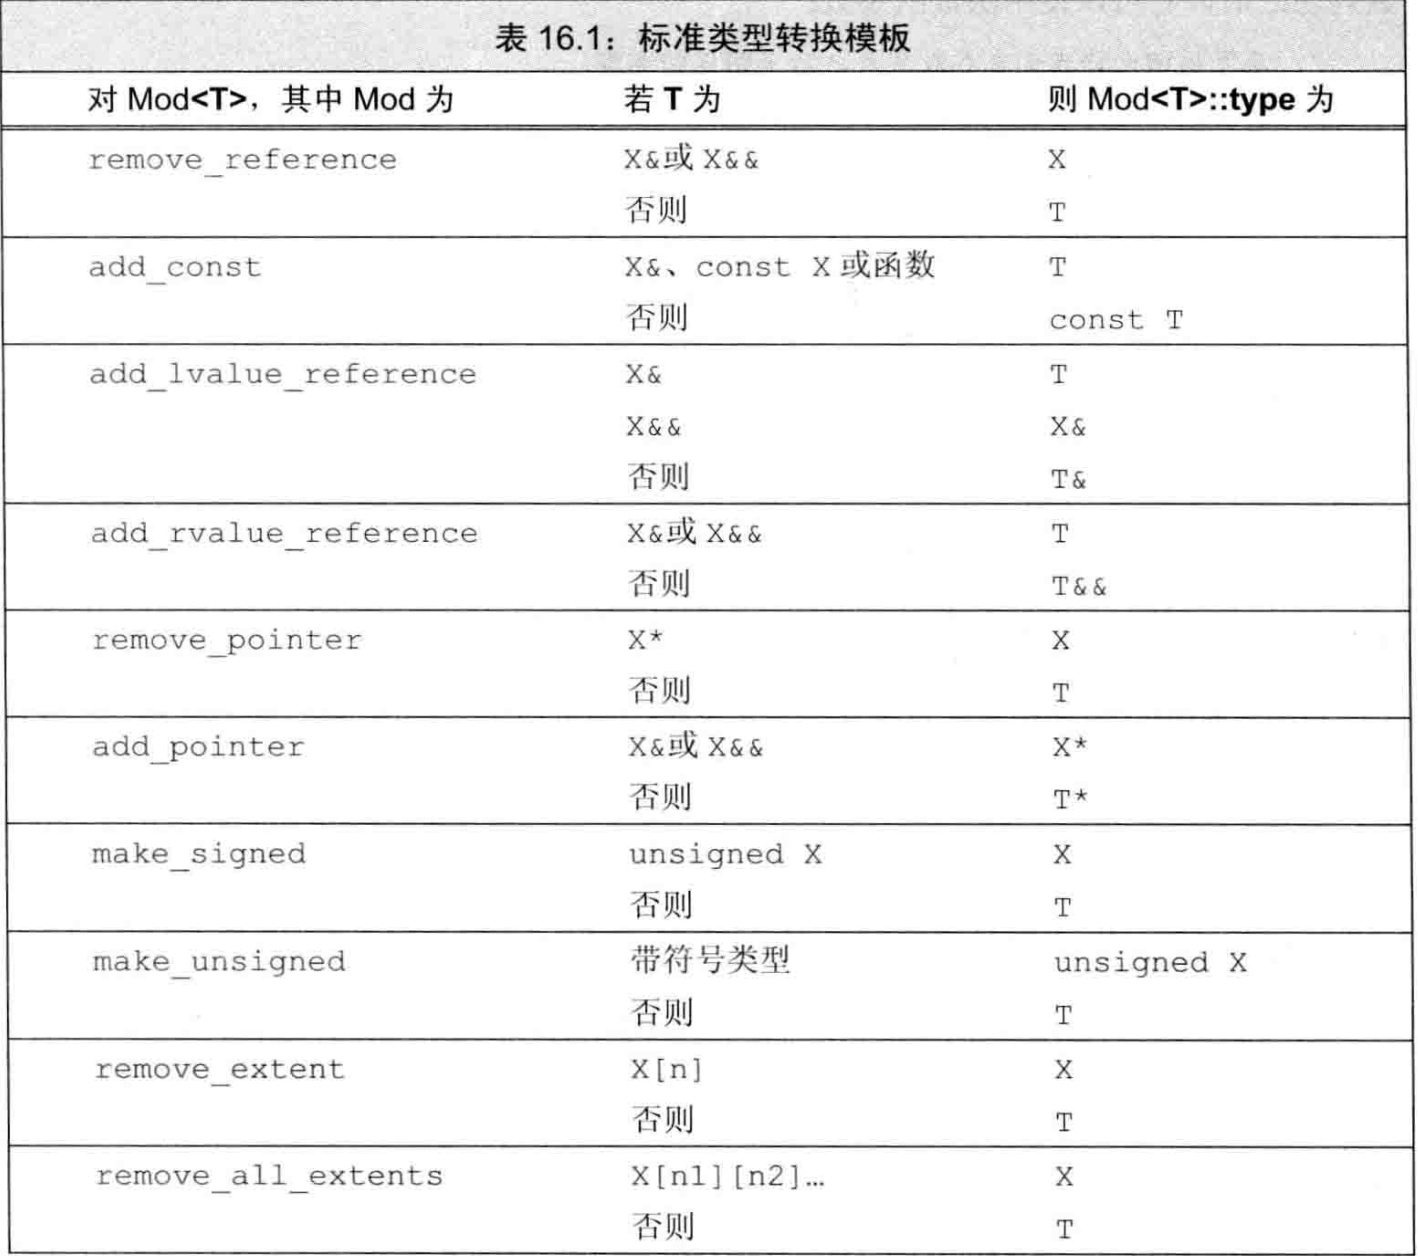 表 16.1：标准类型转换模板
对 Mod<T>，其中 Mod 为 若 T 为 则 Mod<T>::type 为
remove_reference X&或 X&& X
否则 T
add_const X&、const X 或函数 T
否则 const T
add_lvalue_reference X& T
X&& X&
否则 T&
add_rvalue_reference X&或 X&& T
否则 T&&
remove_pointer X* X
否则 T
add_pointer X&或 X&& X*
否则 T*
make_signed unsigned X X
否则 T
make_unsigned 带符号类型 unsigned X
否则 T
remove_extent X[n] X
否则 T
remove_all_extents X[n1][n2]… X
否则 T